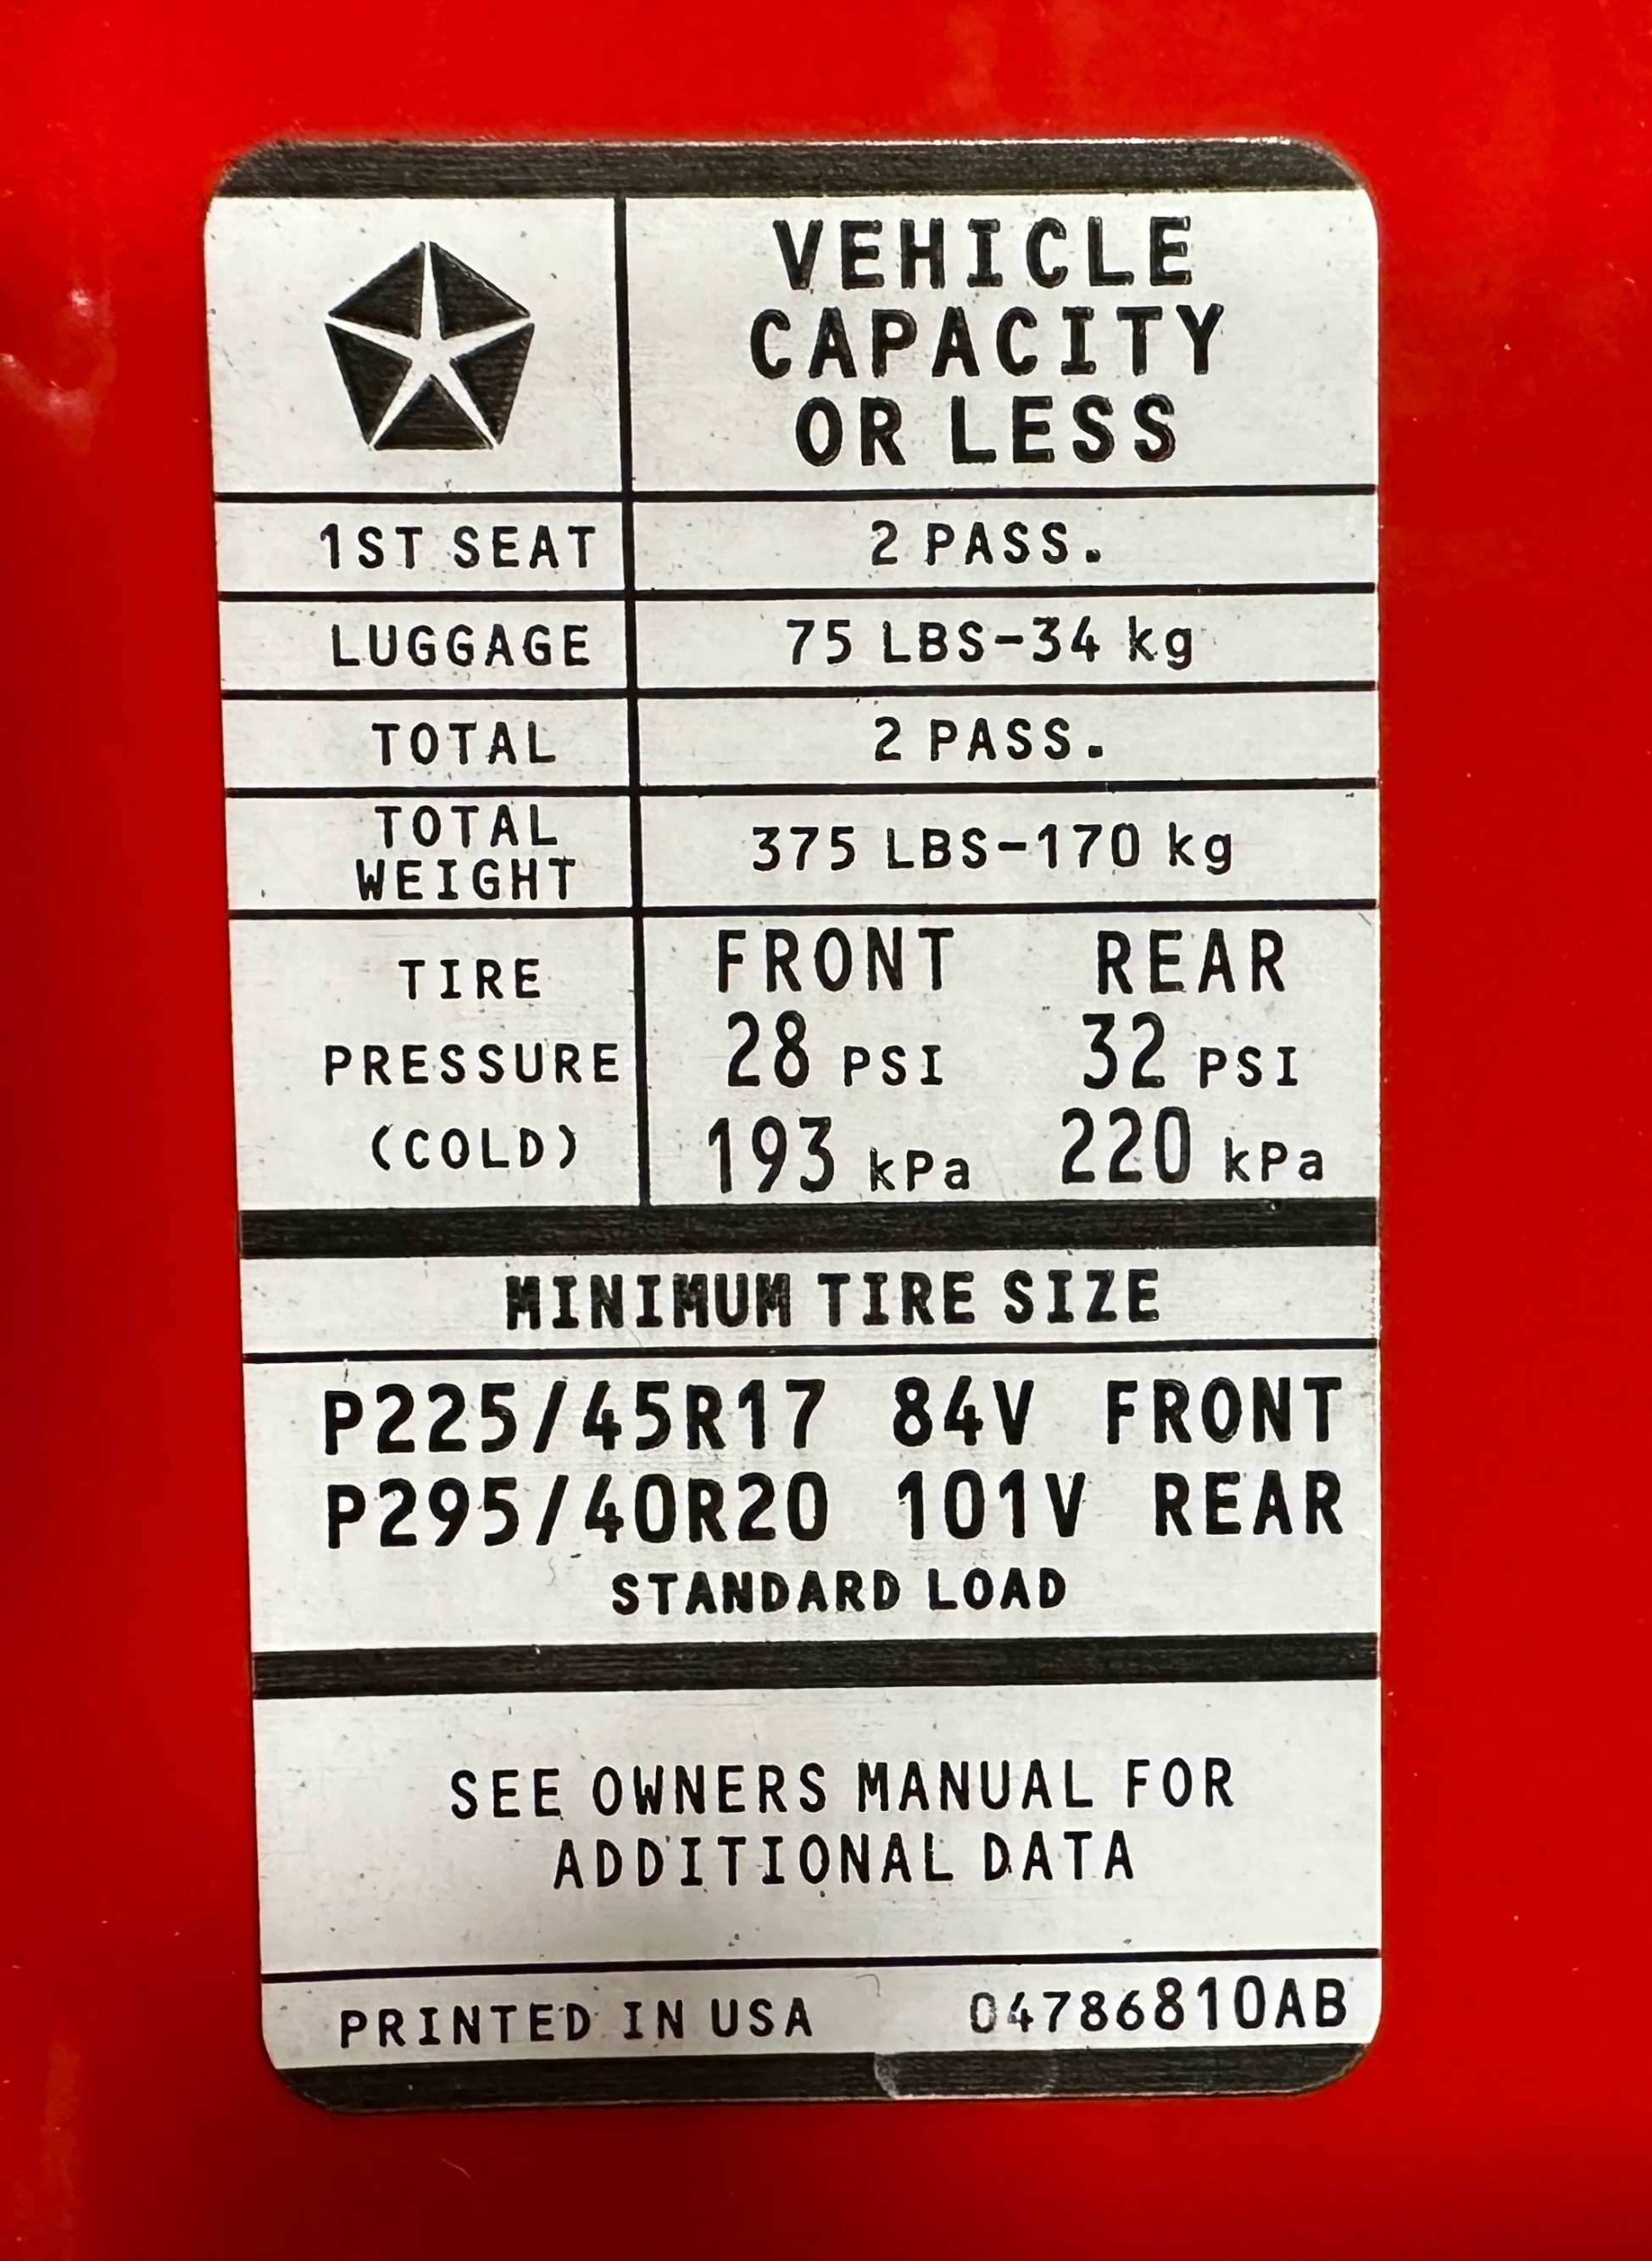 VEHICLE
CAPACITY
OR LESS
1ST SEAT 2 PASS.
LUGGAGE 75 LBS-34 kg
TOTAL 2 PASS.
TOTAL
WEIGHT 375 LBS-170 kg
TIRE FRONT REAR
PRESSURE 28 PSI 32 PSI
(COLD) 193 kPa 220 kPa
MINIMUM TIRE SIZE
P225/45R17 84V FRONT
P295/40R20 101V REAR
STANDARD LOAD
SEE OWNERS MANUAL FOR
ADDITIONAL DATA
PRINTED IN USA 04786810AB